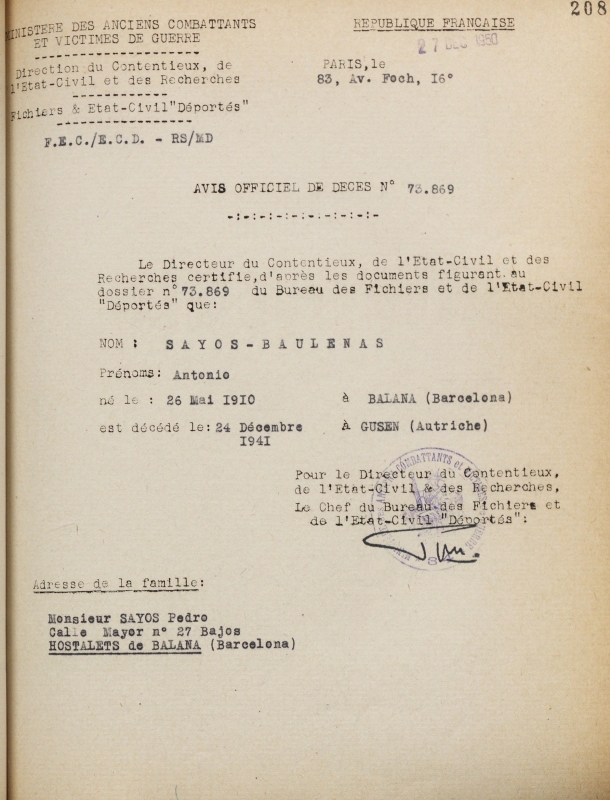 208
MINISTERE DES ANCIENS COMBATTANTS
ET VICTIMES DE GUERRE
REPUBLIQUE FRANCAISE
27 DEC 1950
Direction du Contentieux, de
l'Etat-Civil et des Recherches
PARIS, le
83, Av. Foch, I6°
Fichiers & Etat-Civil"Déportés"
F.E.C./E.C.D. - RS/MD
AVIS OFFICIEL DE DECES N° 73.869
-:-:-:-:-:-:-:-:-
Le Directeur du Contentieux, de l'Etat-Civil et des
Recherches certifie,d'après les documents figurant au
dossier n°73.869 du Bureau des Fichiers et de l'Etat-Civil
"Déportés" que:
NOM : SAYOS-BAULENAS
Prénoms: Antonio
né le : 26 Mai I9I0 à BALANA (Barcelona)
est décédé le: 24 Décembre à GUSEN (Autriche)
I94I
Pour le Directeur du Contentieux,
de l'Etat-Civil & des Recherches,
Le Chef du Bureau des Fichiers et
de l'Etat-Civil "Déportés":
Adresse de la famille:
Monsieur SAYOS Pedro
Calle Mayor n° 27 Bajos
HOSTALETS de BALANA (Barcelona)